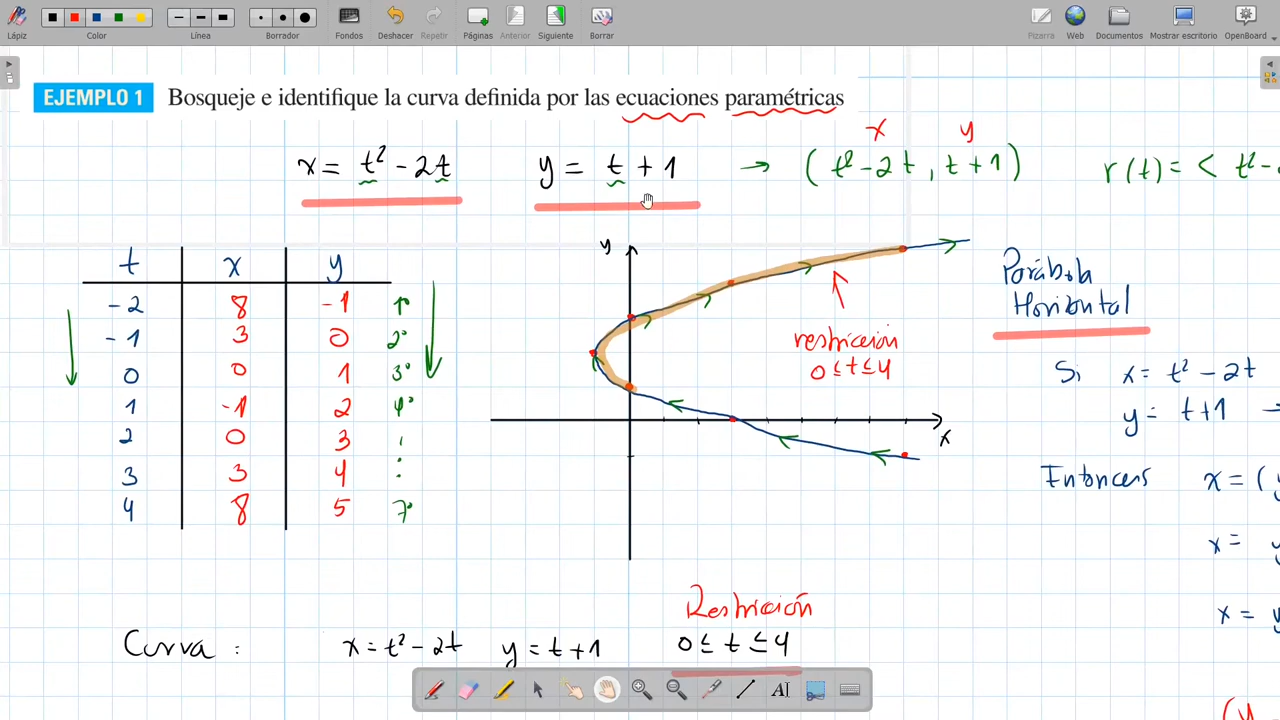 Lápiz Color Línea Borrador Fondos Deshacer Repetir Páginas Anterior Siguiente Borrar Pizarra Web Documentos Mostrar escritorio OpenBoard
EJEMPLO 1 Bosqueje e identifique la curva definida por las ecuaciones paramétricas
x y
x = t² - 2t y = t + 1 → (t² - 2t, t + 1) r(t) = < t² - 2
t x y
-2 8 -1 1°
-1 3 0 2°
0 0 1 3°
1 -1 2 4°
2 0 3
3 3 4
4 8 5 7°
y
x
restricción
0 ≤ t ≤ 4
Parábola
Horizontal
Si x = t² - 2t
y = t + 1 →
Entonces x = (y
x = y
x = y
Restricción
Curva : x = t² - 2t y = t + 1 0 ≤ t ≤ 4
AI
(y